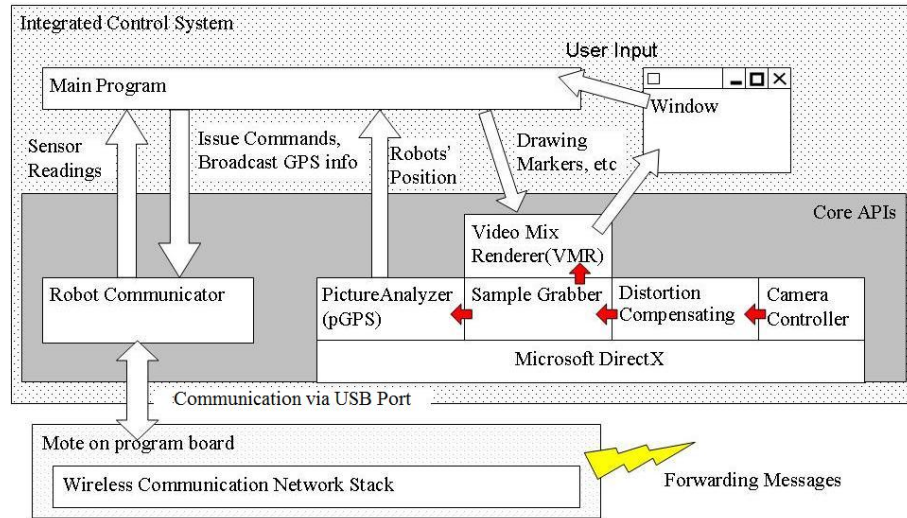 Integrated Control System
User Input
Main Program
Window
Sensor
Readings
Issue Commands,
Broadcast GPS info
Robots'
Position
Drawing
Markers, etc
Core APIs
Video Mix
Renderer(VMR)
Robot Communicator
PictureAnalyzer
(pGPS)
Sample Grabber
Distortion
Compensating
Camera
Controller
Microsoft DirectX
Communication via USB Port
Mote on program board
Wireless Communication Network Stack
Forwarding Messages